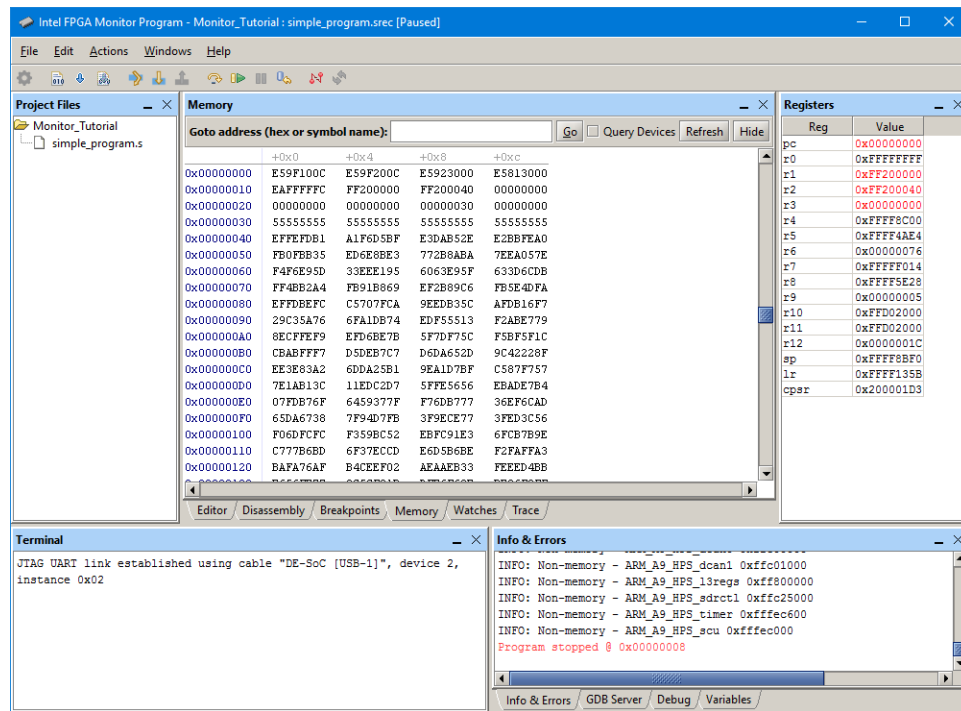 Intel FPGA Monitor Program - Monitor_Tutorial : simple_program.srec [Paused]
File Edit Actions Windows Help
Project Files
Monitor_Tutorial
simple_program.s
Memory
Goto address (hex or symbol name): Go Query Devices Refresh Hide
+0x0 +0x4 +0x8 +0xc
0x00000000 E59F100C E59F200C E5923000 E5813000
0x00000010 EAFFFFFC FF200000 FF200040 00000000
0x00000020 00000000 00000000 00000030 00000000
0x00000030 55555555 55555555 55555555 55555555
0x00000040 EFFEFDB1 A1F6D5BF E3DAB52E E2BBFEA0
0x00000050 FB0FBB35 ED6E8BE3 772B8ABA 7EEA057E
0x00000060 F4F6E95D 33EEE195 6063E95F 633D6CDB
0x00000070 FF4BB2A4 FB91B869 EF2B89C6 FB5E4DFA
0x00000080 EFFDBEFC C5707FCA 9EEDB35C AFDB16F7
0x00000090 29C35A76 6FA1DB74 EDF55513 F2ABE779
0x000000A0 8ECFFEF9 EFD6BE7B 5F7DF75C F5BF5F1C
0x000000B0 CBABFFF7 D5DEB7C7 D6DA652D 9C42228F
0x000000C0 EE3E83A2 6DDA25B1 9EA1D7BF C587F757
0x000000D0 7E1AB13C 11EDC2D7 5FFE5656 EBADE7B4
0x000000E0 07FDB76F 6459377F F76DB777 36EF6CAD
0x000000F0 65DA6738 7F94D7FB 3F9ECE77 3FED3C56
0x00000100 F06DFCFC F359BC52 EBFC91E3 6FCB7B9E
0x00000110 C777B6BD 6F37ECCD E6D5B6BE F2FAFFA3
0x00000120 BAFA76AF B4CEEF02 AEAAEB33 FEEED4BB
Editor Disassembly Breakpoints Memory Watches Trace
Registers
Reg Value
pc 0x00000000
r0 0xFFFFFFFF
r1 0xFF200000
r2 0xFF200040
r3 0x00000000
r4 0xFFFF8C00
r5 0xFFFF4AE4
r6 0x00000076
r7 0xFFFFF014
r8 0xFFFF5E28
r9 0x00000005
r10 0xFFD02000
r11 0xFFD02000
r12 0x0000001C
sp 0xFFFF8BF0
lr 0xFFFF135B
cpsr 0x200001D3
Terminal
JTAG UART link established using cable "DE-SoC [USB-1]", device 2,
instance 0x02
Info & Errors
INFO: Non-memory - ARM_A9_HPS_dcan1 0xffc01000
INFO: Non-memory - ARM_A9_HPS_l3regs 0xff800000
INFO: Non-memory - ARM_A9_HPS_sdrctl 0xffc25000
INFO: Non-memory - ARM_A9_HPS_timer 0xfffec600
INFO: Non-memory - ARM_A9_HPS_scu 0xfffec000
Program stopped @ 0x00000008
Info & Errors GDB Server Debug Variables